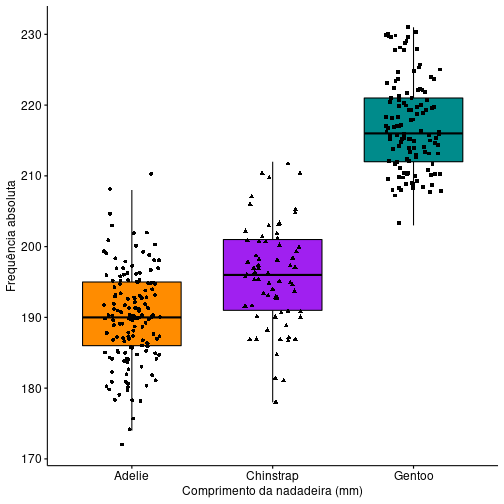 230
220
210
200
190
180
170
Frequência absoluta
Adelie Chinstrap Gentoo
Comprimento da nadadeira (mm)